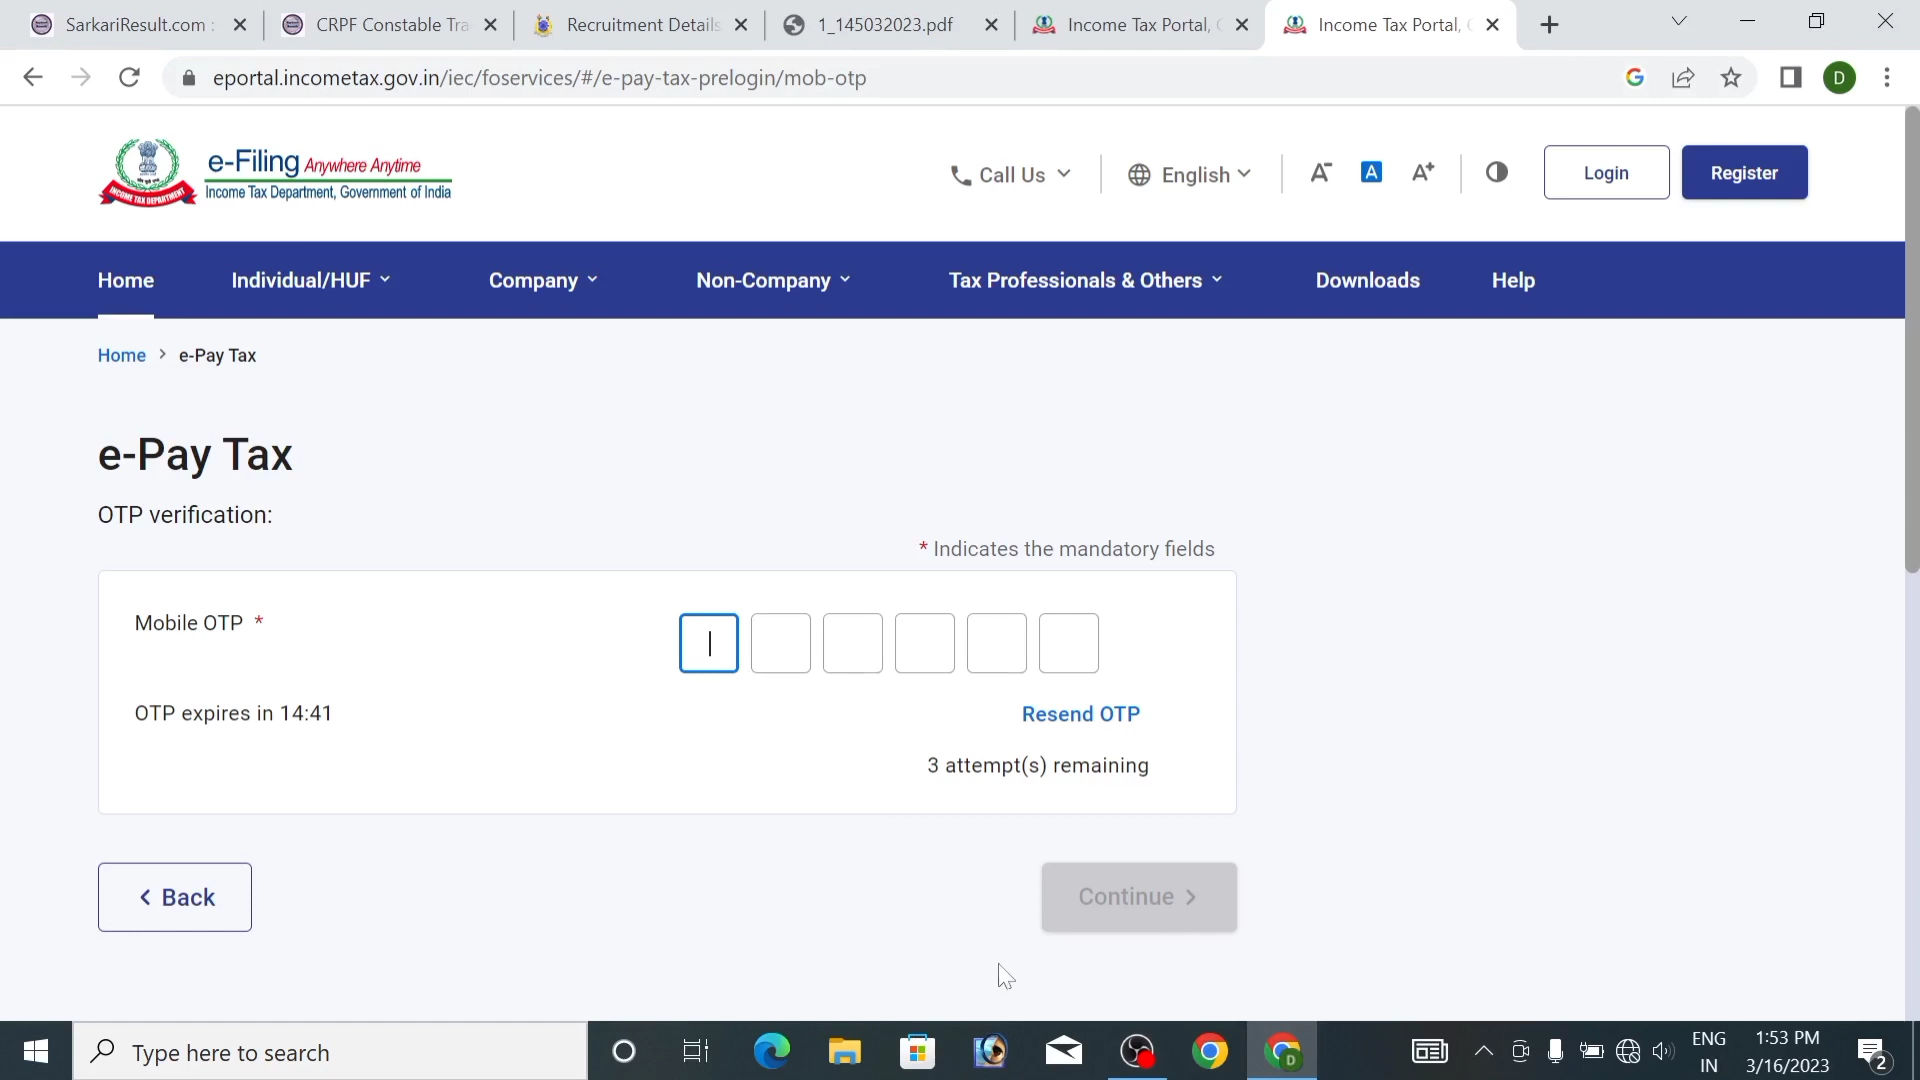 SarkariResult.com :
CRPF Constable Tra
Recruitment Details
1_145032023.pdf
Income Tax Portal,
Income Tax Portal,
eportal.incometax.gov.in/iec/foservices/#/e-pay-tax-prelogin/mob-otp
D
e-Filing Anywhere Anytime
Income Tax Department, Government of India
INCOME TAX DEPARTMENT
Call Us
English
A-
A
A+
Login
Register
Home
Individual/HUF
Company
Non-Company
Tax Professionals & Others
Downloads
Help
Home > e-Pay Tax
e-Pay Tax
OTP verification:
* Indicates the mandatory fields
Mobile OTP *
OTP expires in 14:41
Resend OTP
3 attempt(s) remaining
< Back
Continue >
Type here to search
D
ENG
IN
1:53 PM
3/16/2023
2